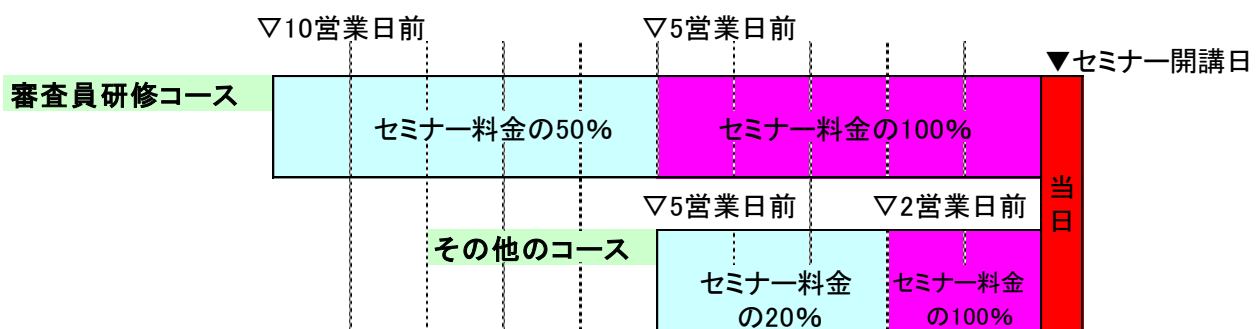 ▽10営業日前
▽5営業日前
▼セミナー開講日
審査員研修コース
セミナー料金の50%
セミナー料金の100%
当日
▽5営業日前
▽2営業日前
その他のコース
セミナー料金
の20%
セミナー料金
の100%